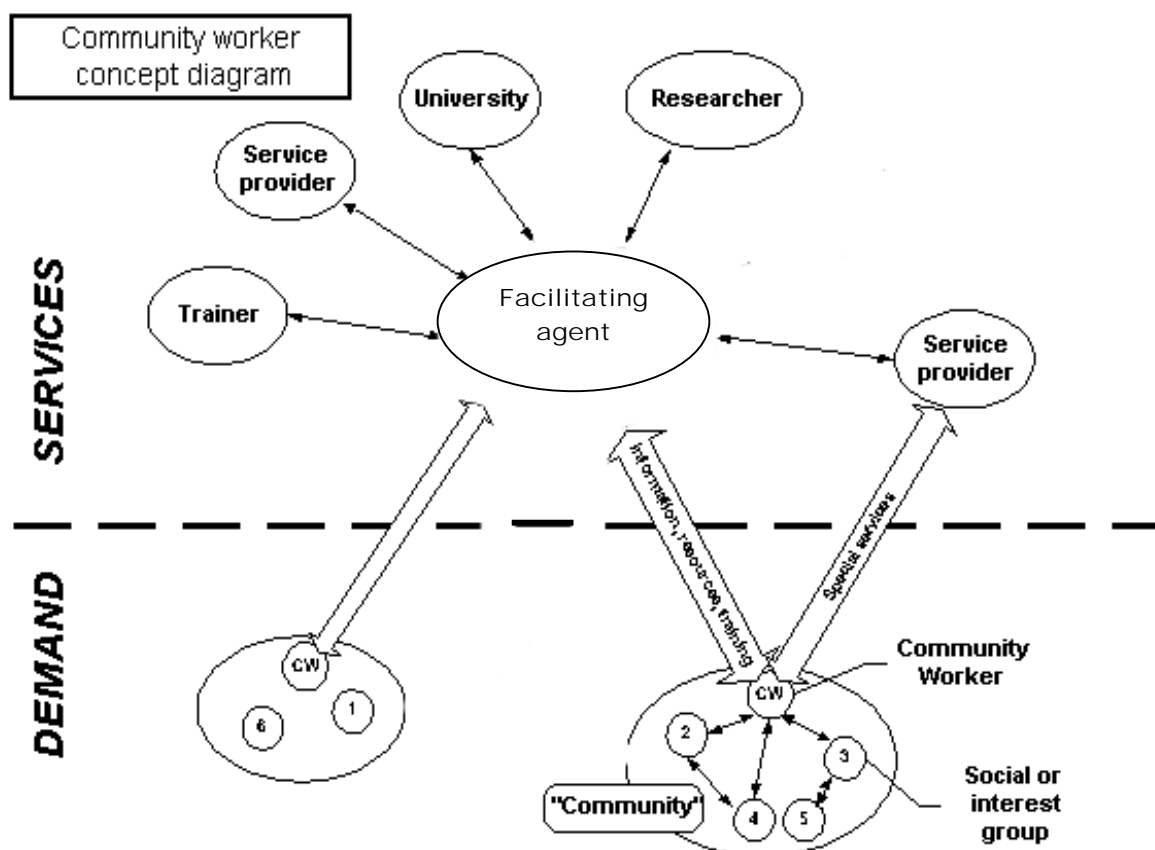 Community worker
concept diagram
University
Researcher
Service
provider
Trainer
Facilitating
agent
Service
provider
SERVICES
information, resources, training
Special services
DEMAND
CW
1
6
CW
Community
Worker
2
3
4
5
"Community"
Social or
interest
group